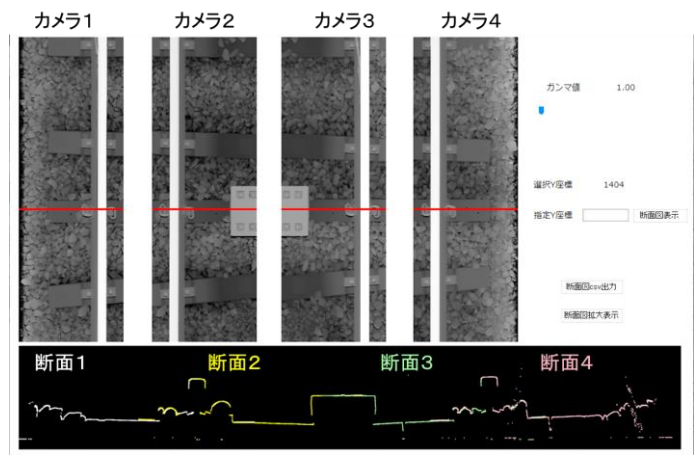 カメラ1 カメラ2 カメラ3 カメラ4
ガンマ値 1.00
選択Y座標 1404
指定Y座標 断面図表示
断面図csv出力
断面図拡大表示
断面1 断面2 断面3 断面4